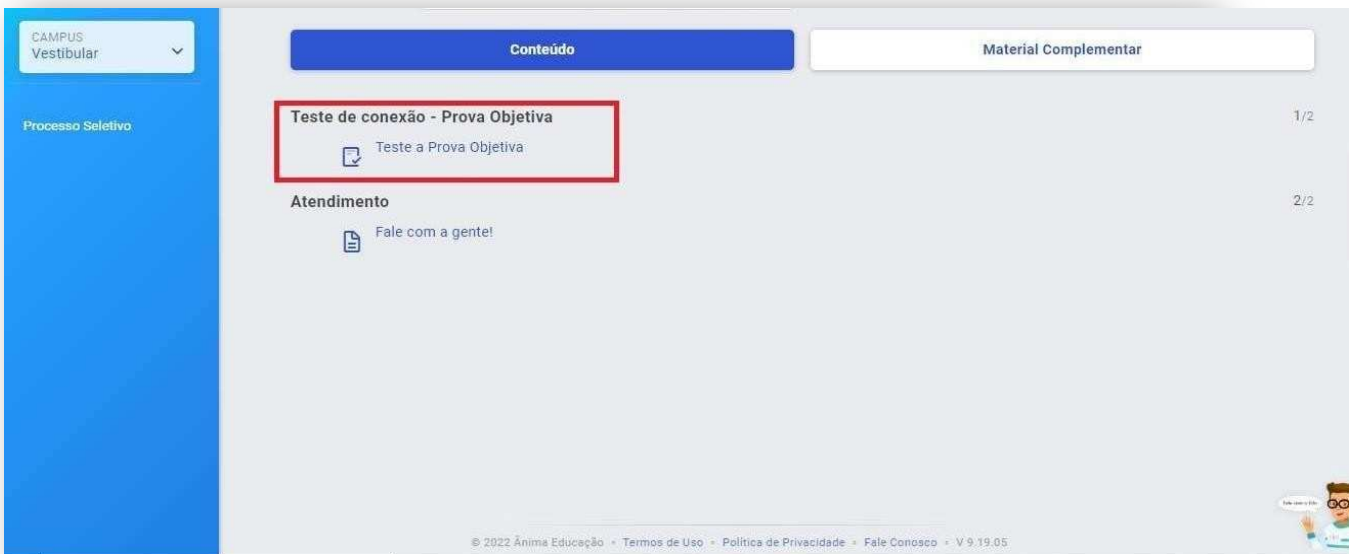 CAMPUS
Vestibular
Processo Seletivo
Conteúdo
Material Complementar
Teste de conexão - Prova Objetiva
1/2
Teste a Prova Objetiva
Atendimento
2/2
Fale com a gente!
© 2022 Ânima Educação • Termos de Uso • Política de Privacidade • Fale Conosco • V 9.19.05